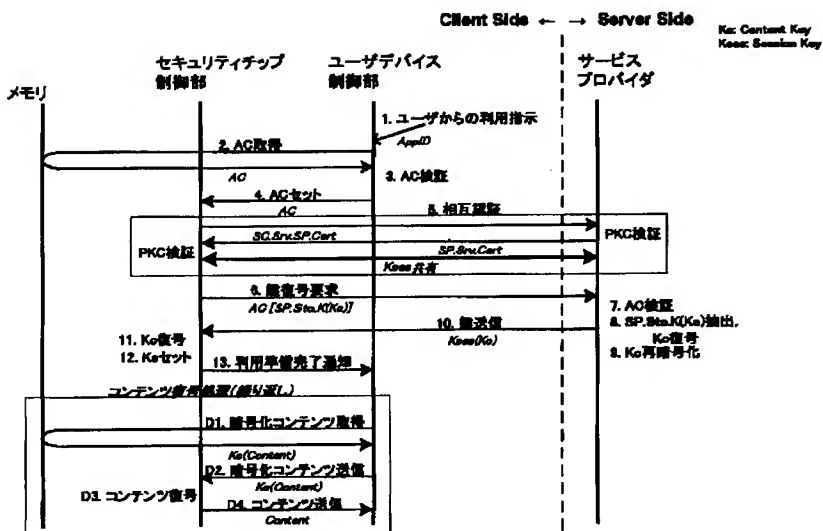 Client Side ← → Server Side
Kc: Content Key
Kses: Session Key
メモリ
セキュリティチップ
制御部
ユーザデバイス
制御部
サービス
プロバイダ
1. ユーザからの利用指示
AppID
2. AC取得
AC
3. AC検証
4. ACセット
AC
5. 相互認証
PKC検証
SC.Srv.SP.Cert
SP.Srv.Cert
PKC検証
Kses共有
6. 鍵復号要求
AC [SP.Sto.K(Kc)]
7. AC検証
8. SP.Sto.K(Kc)抽出,
Kc復号
9. Kc再暗号化
10. 鍵送信
Kses(Kc)
11. Kc復号
12. Kcセット
13. 利用準備完了通知
コンテンツ復号処理(繰り返し)
D1. 暗号化コンテンツ取得
Kc(Content)
D2. 暗号化コンテンツ送信
Kc(Content)
D3. コンテンツ復号
D4. コンテンツ送信
Content